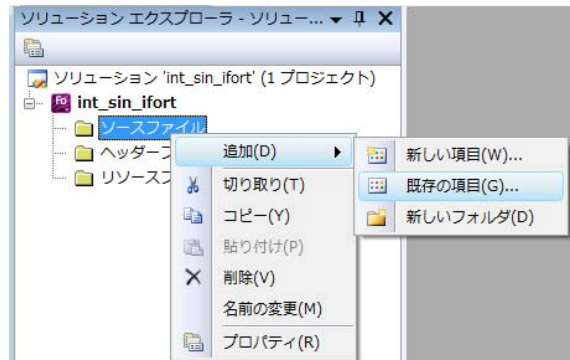 ソリューション エクスプローラ - ソリュー...
ソリューション 'int_sin_ifort' (1 プロジェクト)
int_sin_ifort
ソースファイル
ヘッダーフ
リソースフ
追加(D)
切り取り(T)
コピー(Y)
貼り付け(P)
削除(V)
名前の変更(M)
プロパティ(R)
新しい項目(W)...
既存の項目(G)...
新しいフォルダ(D)